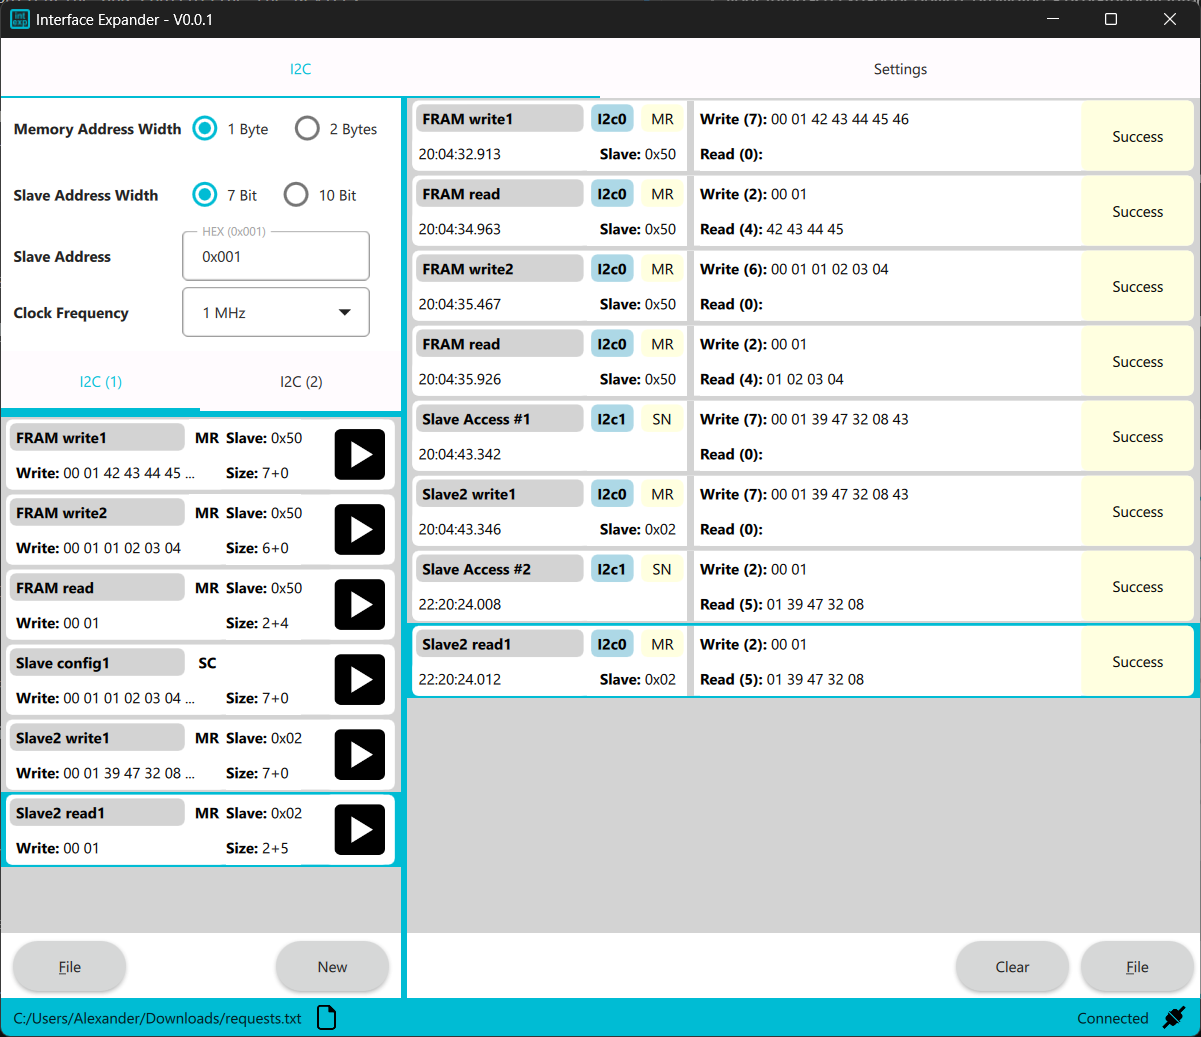 Interface Expander - V0.0.1
I2C
Settings
Memory Address Width 1 Byte 2 Bytes
Slave Address Width 7 Bit 10 Bit
HEX (0x001)
Slave Address 0x001
Clock Frequency 1 MHz
I2C (1) I2C (2)
FRAM write1 MR Slave: 0x50
Write: 00 01 42 43 44 45 ... Size: 7+0
FRAM write2 MR Slave: 0x50
Write: 00 01 01 02 03 04 Size: 6+0
FRAM read MR Slave: 0x50
Write: 00 01 Size: 2+4
Slave config1 SC
Write: 00 01 01 02 03 04 ... Size: 7+0
Slave2 write1 MR Slave: 0x02
Write: 00 01 39 47 32 08 ... Size: 7+0
Slave2 read1 MR Slave: 0x02
Write: 00 01 Size: 2+5
File New
FRAM write1 I2c0 MR Write (7): 00 01 42 43 44 45 46
Success
20:04:32.913 Slave: 0x50 Read (0):
FRAM read I2c0 MR Write (2): 00 01
Success
20:04:34.963 Slave: 0x50 Read (4): 42 43 44 45
FRAM write2 I2c0 MR Write (6): 00 01 01 02 03 04
Success
20:04:35.467 Slave: 0x50 Read (0):
FRAM read I2c0 MR Write (2): 00 01
Success
20:04:35.926 Slave: 0x50 Read (4): 01 02 03 04
Slave Access #1 I2c1 SN Write (7): 00 01 39 47 32 08 43
Success
20:04:43.342 Read (0):
Slave2 write1 I2c0 MR Write (7): 00 01 39 47 32 08 43
Success
20:04:43.346 Slave: 0x02 Read (0):
Slave Access #2 I2c1 SN Write (2): 00 01
Success
22:20:24.008 Read (5): 01 39 47 32 08
Slave2 read1 I2c0 MR Write (2): 00 01
Success
22:20:24.012 Slave: 0x02 Read (5): 01 39 47 32 08
Clear File
C:/Users/Alexander/Downloads/requests.txt
Connected